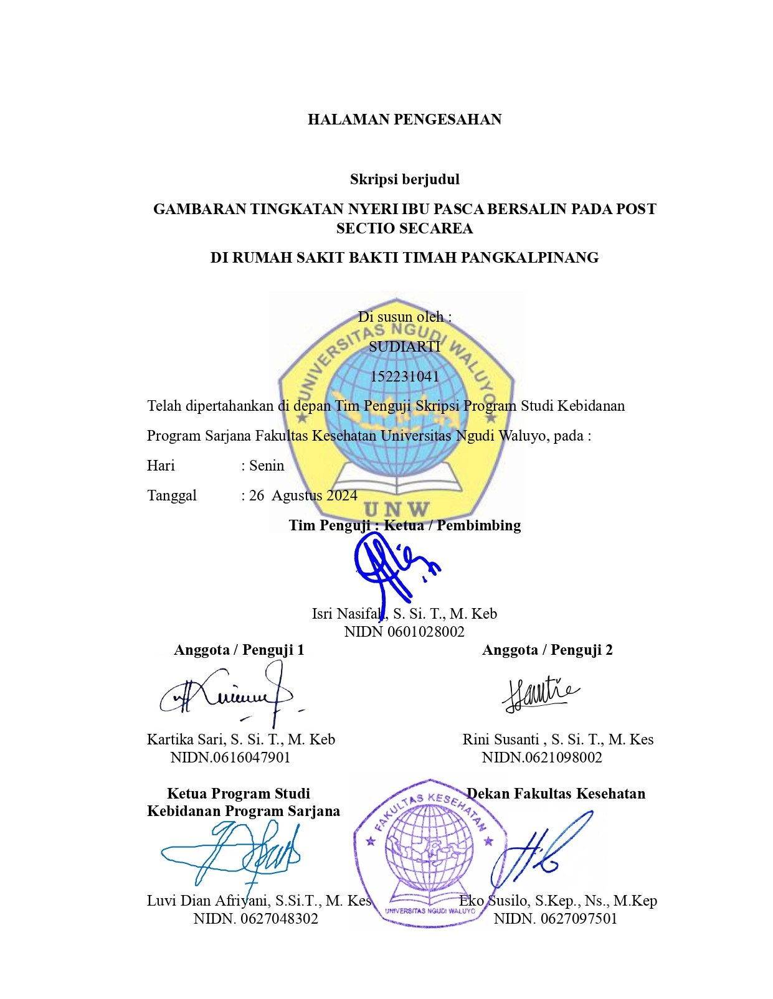 HALAMAN PENGESAHAN
Skripsi berjudul
GAMBARAN TINGKATAN NYERI IBU PASCA BERSALIN PADA POST
SECTIO SECAREA
DI RUMAH SAKIT BAKTI TIMAH PANGKALPINANG
UNIVERSITAS NGUDI WALUYO
Di susun oleh :
SUDIARTI
152231041
Telah dipertahankan di depan Tim Penguji Skripsi Program Studi Kebidanan
Program Sarjana Fakultas Kesehatan Universitas Ngudi Waluyo, pada :
Hari : Senin
Tanggal : 26 Agustus 2024
UNW
Tim Penguji : Ketua / Pembimbing
Isri Nasifah, S. Si. T., M. Keb
NIDN 0601028002
Anggota / Penguji 1 Anggota / Penguji 2
Kartika Sari, S. Si. T., M. Keb Rini Susanti , S. Si. T., M. Kes
NIDN.0616047901 NIDN.0621098002
Ketua Program Studi Dekan Fakultas Kesehatan
Kebidanan Program Sarjana
FAKULTAS KESEHATAN
Luvi Dian Afriyani, S.Si.T., M. Kes Eko Susilo, S.Kep., Ns., M.Kep
UNIVERSITAS NGUDI WALUYO
NIDN. 0627048302 NIDN. 0627097501